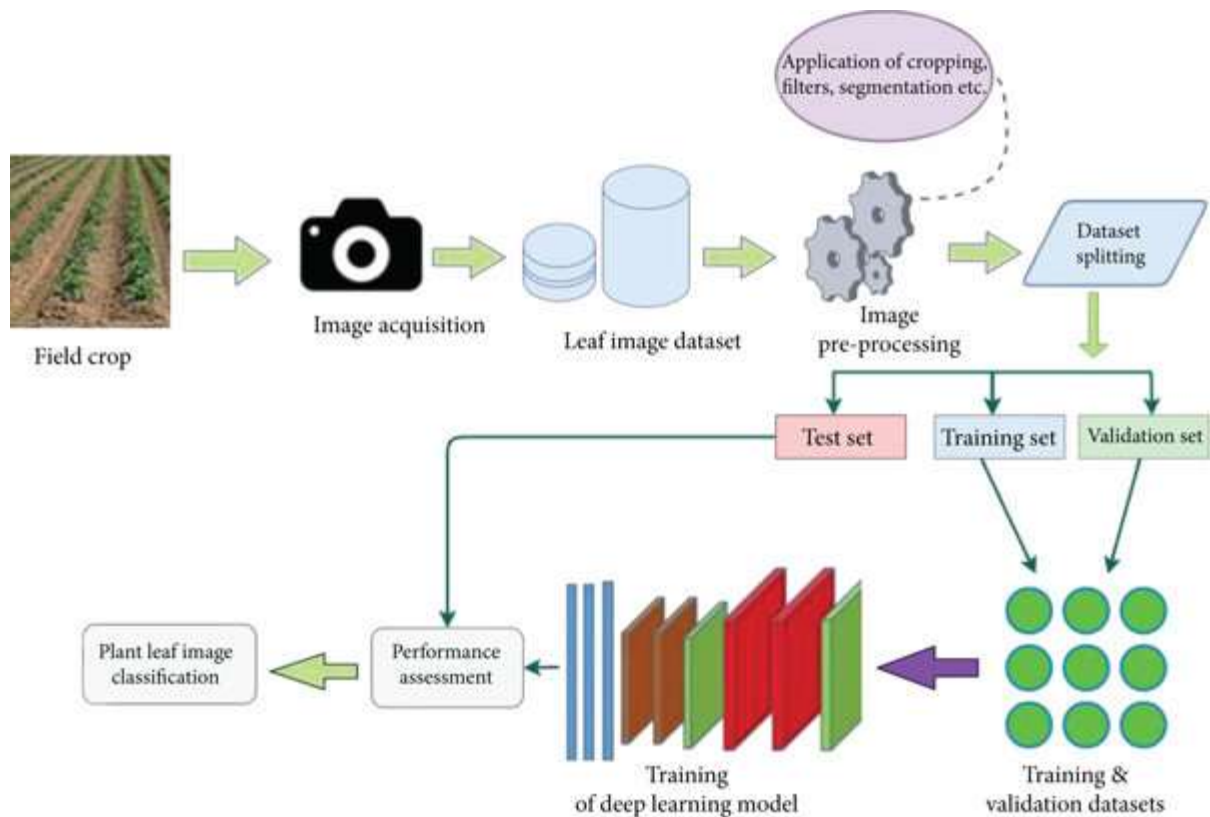 Application of cropping,
filters, segmentation etc.
Field crop
Image acquisition
Leaf image dataset
Image
pre-processing
Dataset
splitting
Test set
Training set
Validation set
Plant leaf image
classification
Performance
assessment
Training
of deep learning model
Training &
validation datasets